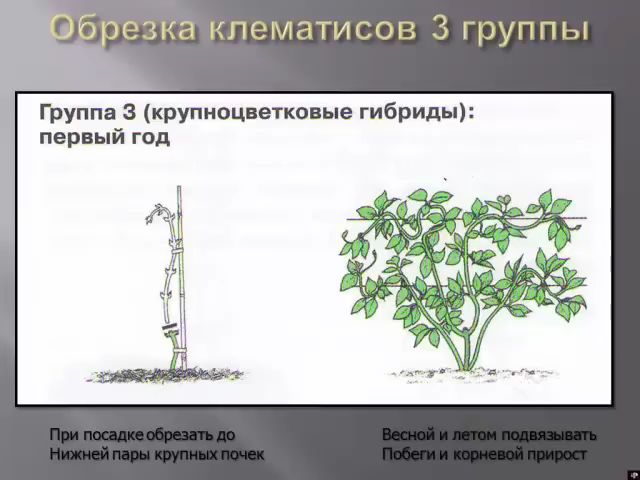 Обрезка клематисов 3 группы
Группа 3 (крупноцветковые гибриды):
первый год
При посадке обрезать до
Нижней пары крупных почек
Весной и летом подвязывать
Побеги и корневой прирост